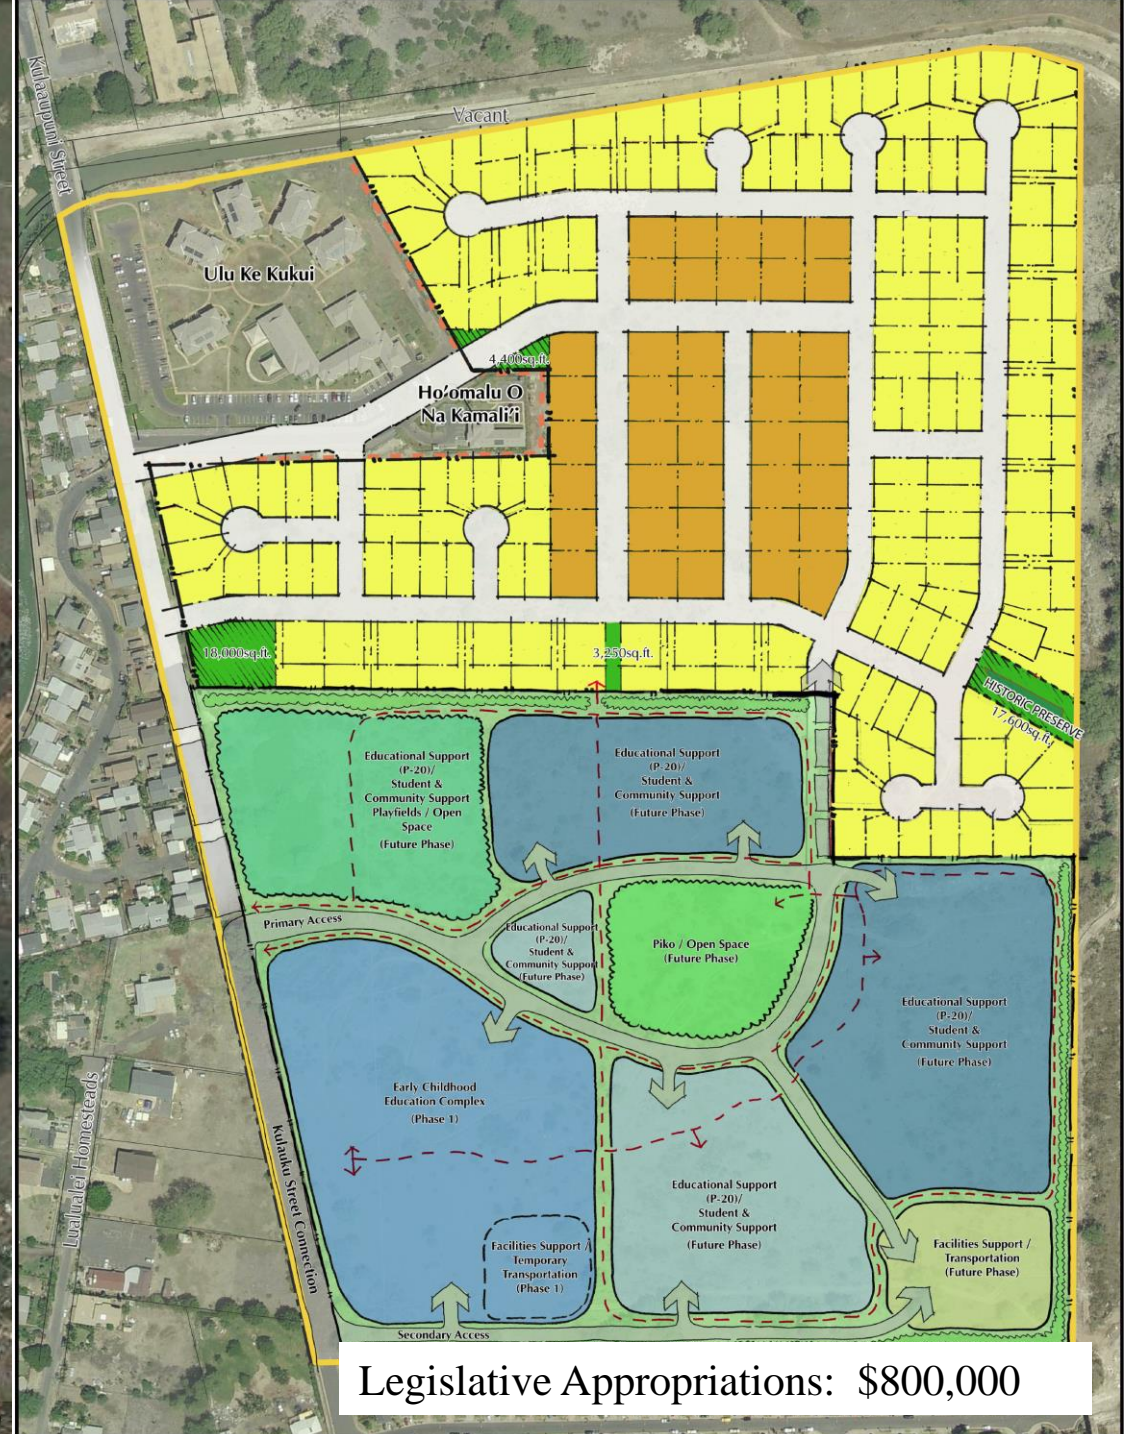 Kulaaupuni Street
Vacant
Ulu Ke Kukui
4,400sq.ft.
Ho'omalu O
Na Kamali'i
18,000sq.ft.
3,250sq.ft.
HISTORIC PRESERVE
17,600sq.ft.
Educational Support
(P-20)/
Student &
Community Support
Playfields / Open
Space
(Future Phase)
Educational Support
(P-20)/
Student &
Community Support
(Future Phase)
Primary Access
Educational Support
(P-20)/
Student &
Community Support
(Future Phase)
Piko / Open Space
(Future Phase)
Educational Support
(P-20)/
Student &
Community Support
(Future Phase)
Early Childhood
Education Complex
(Phase 1)
Lualualei Homesteads
Kulauku Street Connection
Educational Support
(P-20)/
Student &
Community Support
(Future Phase)
Facilities Support /
Temporary
Transportation
(Phase 1)
Facilities Support /
Transportation
(Future Phase)
Secondary Access
Legislative Appropriations: $800,000